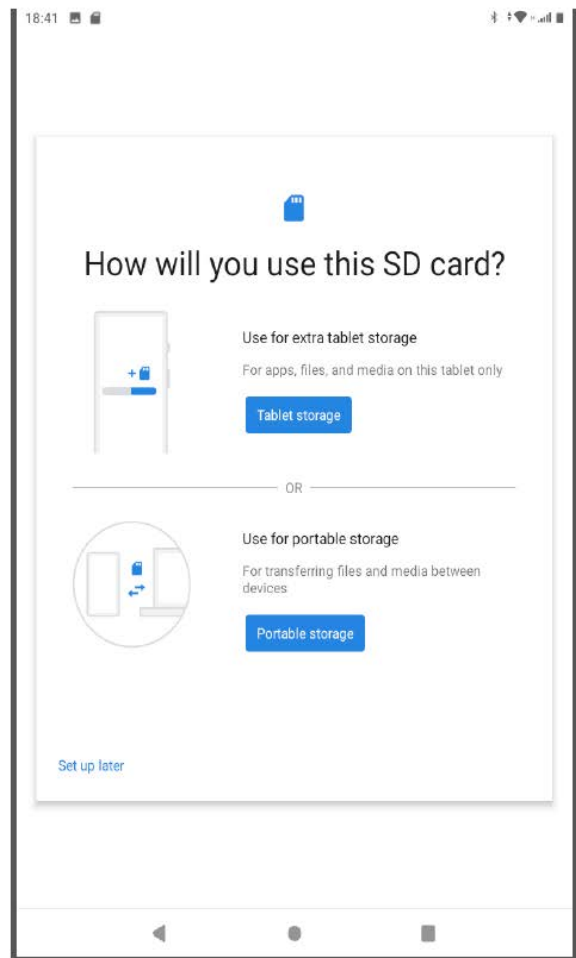 18:41
How will you use this SD card?
Use for extra tablet storage
For apps, files, and media on this tablet only
Tablet storage
OR
Use for portable storage
For transferring files and media between
devices
Portable storage
Set up later